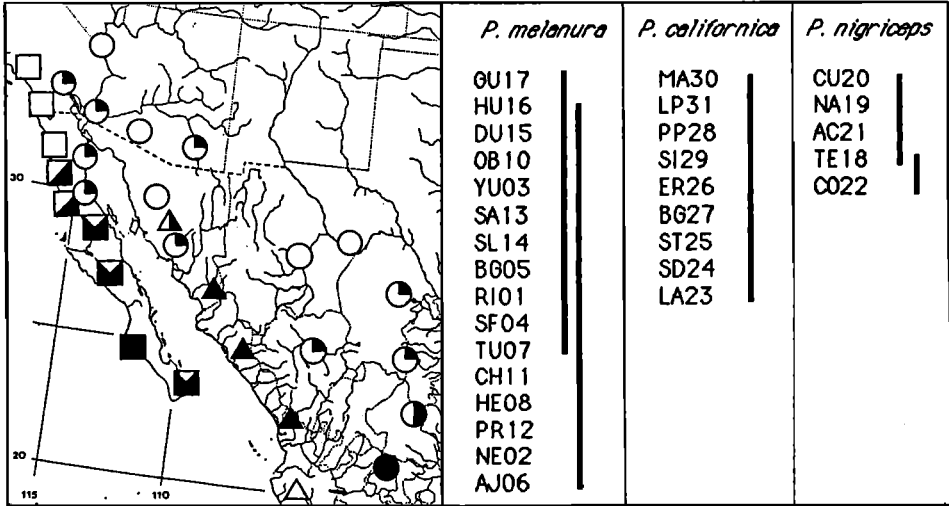 30
20
115
110
P. melanura
GU17
HU16
DU15
OB10
YU03
SA13
SL14
BG05
RI01
SF04
TU07
CH11
HE08
PR12
NE02
AJ06
P. californica
MA30
LP31
PP28
SI29
ER26
BG27
ST25
SD24
LA23
P. nigriceps
CU20
NA19
AC21
TE18
CO22